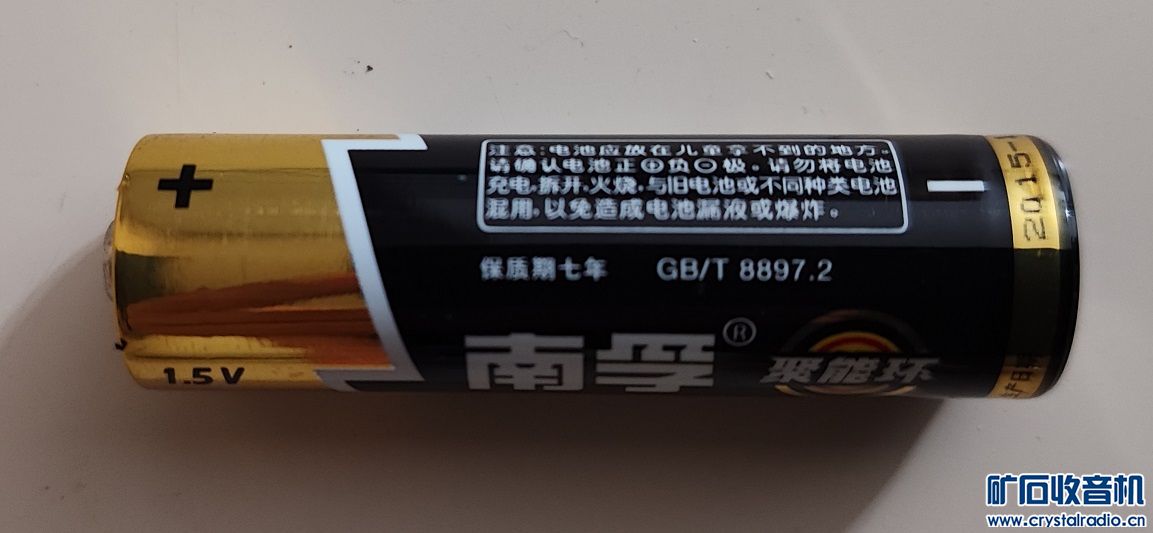 +
1.5V
注意:电池应放在儿童拿不到的地方。
请确认电池正⊕负⊖极。请勿将电池
充电.拆开.火烧.与旧电池或不同种类电池
混用.以免造成电池漏液或爆炸。
保质期七年 GB/T 8897.2
南孚® 聚能环
−
2015-
矿石收音机
www.crystalradio.cn